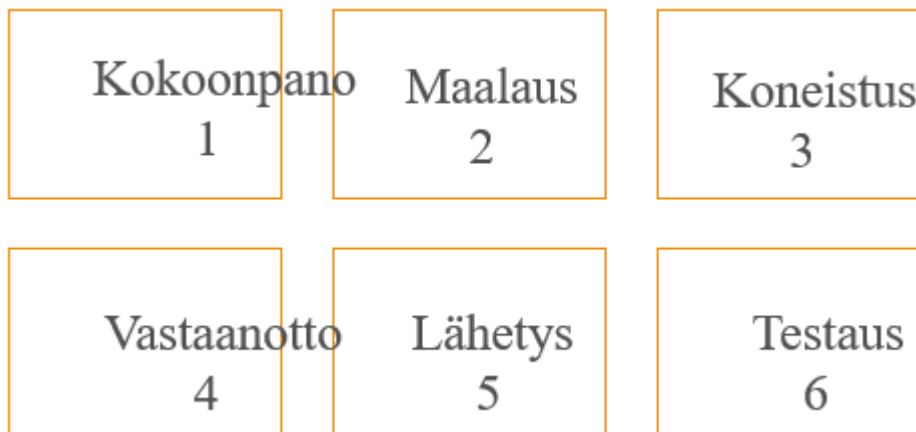 Kokoonpano
1
Maalaus
2
Koneistus
3
Vastaanotto
4
Lähetys
5
Testaus
6